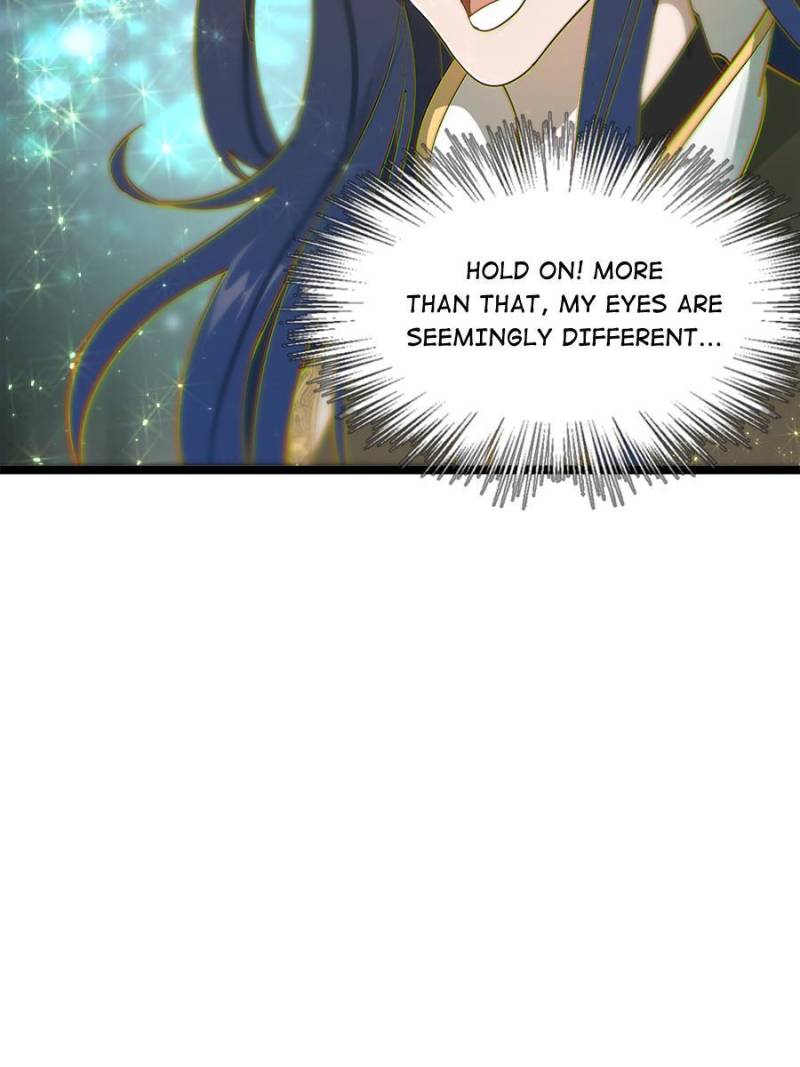 HOLD ON! MORE
THAN THAT, MY EYES ARE
SEEMINGLY DIFFERENT...